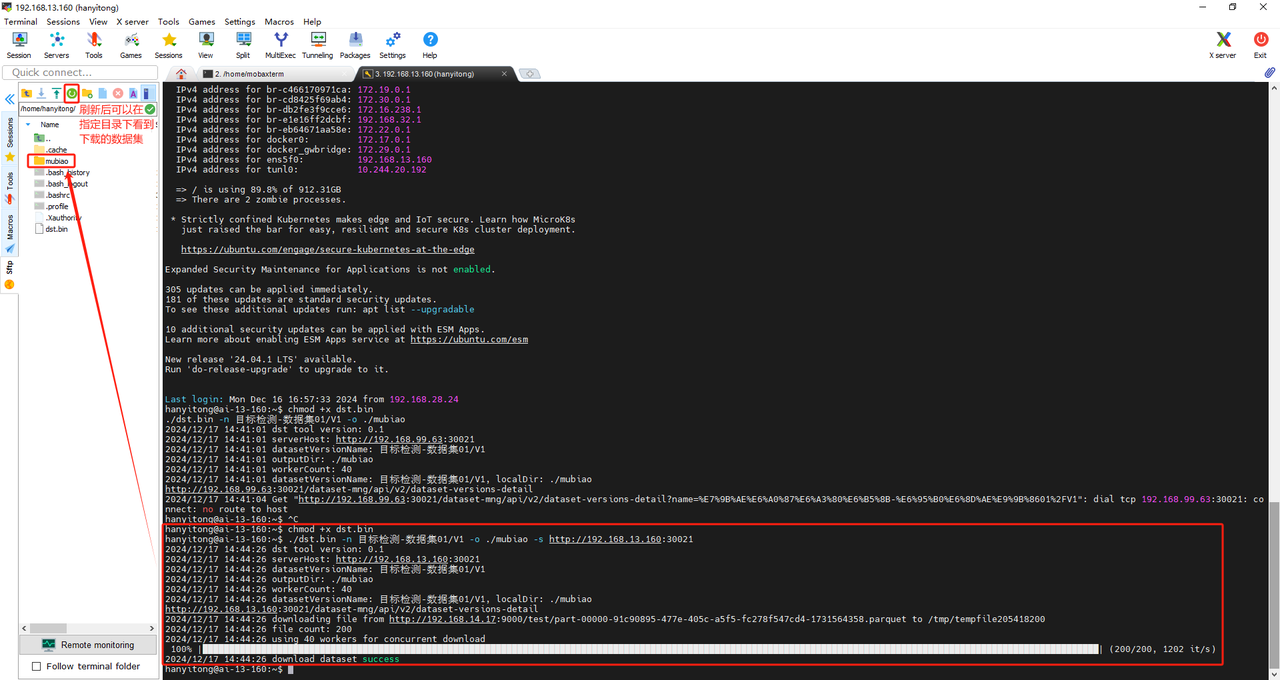 192.168.13.160 (hanyitong)
Terminal Sessions View X server Tools Games Settings Macros Help
Session Servers Tools Games Sessions View Split MultiExec Tunneling Packages Settings Help X server Exit
Quick connect...
2. /home/mobaxterm
3. 192.168.13.160 (hanyitong)
/home/hanyitong/
刷新后可以在
指定目录下看到
下载的数据集
Name
..
.cache
mubiao
.bash_history
.bash_logout
.bashrc
.profile
.Xauthority
dst.bin
Sessions
Tools
Macros
Sftp
Remote monitoring
Follow terminal folder
IPv4 address for br-c466170971ca: 172.19.0.1
IPv4 address for br-cd8425f69ab4: 172.30.0.1
IPv4 address for br-db2fe3f9cce6: 172.16.238.1
IPv4 address for br-e1e16ff2dcbf: 192.168.32.1
IPv4 address for br-eb64671aa58e: 172.22.0.1
IPv4 address for docker0: 172.17.0.1
IPv4 address for docker_gwbridge: 172.29.0.1
IPv4 address for ens5f0: 192.168.13.160
IPv4 address for tunl0: 10.244.20.192
=> / is using 89.8% of 912.31GB
=> There are 2 zombie processes.
* Strictly confined Kubernetes makes edge and IoT secure. Learn how MicroK8s
just raised the bar for easy, resilient and secure K8s cluster deployment.
https://ubuntu.com/engage/secure-kubernetes-at-the-edge
Expanded Security Maintenance for Applications is not enabled.
305 updates can be applied immediately.
181 of these updates are standard security updates.
To see these additional updates run: apt list --upgradable
10 additional security updates can be applied with ESM Apps.
Learn more about enabling ESM Apps service at https://ubuntu.com/esm
New release '24.04.1 LTS' available.
Run 'do-release-upgrade' to upgrade to it.
Last login: Mon Dec 16 16:57:33 2024 from 192.168.28.24
hanyitong@ai-13-160:~$ chmod +x dst.bin
./dst.bin -n 目标检测-数据集01/V1 -o ./mubiao
2024/12/17 14:41:01 dst tool version: 0.1
2024/12/17 14:41:01 serverHost: http://192.168.99.63:30021
2024/12/17 14:41:01 datasetVersionName: 目标检测-数据集01/V1
2024/12/17 14:41:01 outputDir: ./mubiao
2024/12/17 14:41:01 workerCount: 40
2024/12/17 14:41:01 datasetVersionName: 目标检测-数据集01/V1, localDir: ./mubiao
http://192.168.99.63:30021/dataset-mng/api/v2/dataset-versions-detail
2024/12/17 14:41:04 Get "http://192.168.99.63:30021/dataset-mng/api/v2/dataset-versions-detail?name=%E7%9B%AE%E6%A0%87%E6%A3%80%E6%B5%8B-%E6%95%B0%E6%8D%AE%E9%9B%8601%2FV1": dial tcp 192.168.99.63:30021: co
nnect: no route to host
hanyitong@ai-13-160:~$ ^C
hanyitong@ai-13-160:~$ chmod +x dst.bin
hanyitong@ai-13-160:~$ ./dst.bin -n 目标检测-数据集01/V1 -o ./mubiao -s http://192.168.13.160:30021
2024/12/17 14:44:26 dst tool version: 0.1
2024/12/17 14:44:26 serverHost: http://192.168.13.160:30021
2024/12/17 14:44:26 datasetVersionName: 目标检测-数据集01/V1
2024/12/17 14:44:26 outputDir: ./mubiao
2024/12/17 14:44:26 workerCount: 40
2024/12/17 14:44:26 datasetVersionName: 目标检测-数据集01/V1, localDir: ./mubiao
http://192.168.13.160:30021/dataset-mng/api/v2/dataset-versions-detail
2024/12/17 14:44:26 downloading file from http://192.168.14.17:9000/test/part-00000-91c90895-477e-405c-a5f5-fc278f547cd4-1731564358.parquet to /tmp/tempfile205418200
2024/12/17 14:44:26 file count: 200
2024/12/17 14:44:26 using 40 workers for concurrent download
100% | | (200/200, 1202 it/s)
2024/12/17 14:44:26 download dataset success
hanyitong@ai-13-160:~$